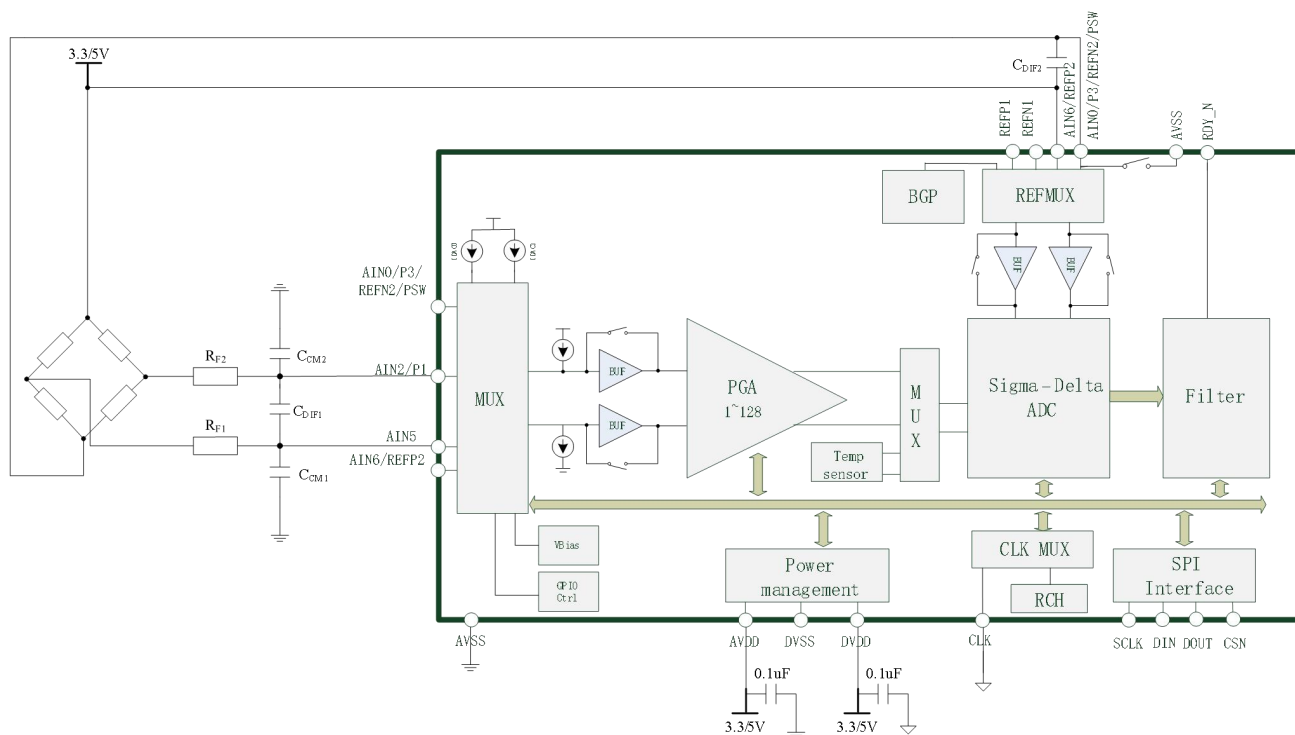 3.3/5V
CDIF2
REFP1
REFN1
AIN6/REFP2
AIN0/P3/REFN2/PSW
AVSS
RDY_N
BGP
REFMUX
BUF
BUF
AIN0/P3/
REFN2/PSW
RF2
CCM2
AIN2/P1
MUX
BUF
PGA
1~128
M
U
X
Sigma-Delta
ADC
Filter
CDIF1
RF1
AIN5
BUF
AIN6/REFP2
CCM1
Temp
sensor
VBias
GPIO
Ctrl
Power
management
CLK MUX
RCH
SPI
Interface
AVSS
AVDD
DVSS
DVDD
CLK
SCLK
DIN
DOUT
CSN
0.1uF
0.1uF
3.3/5V
3.3/5V